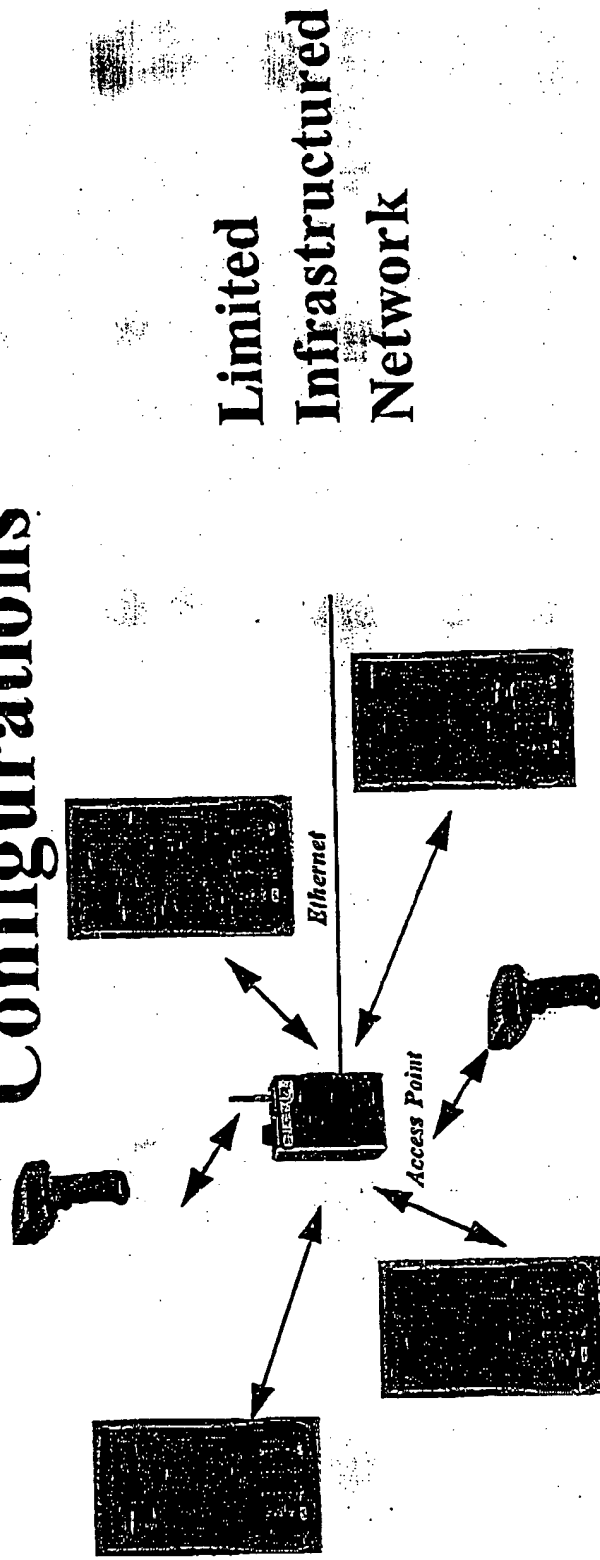 Configurations
Limited
Infrastructured
Network
Ethernet
Access Point